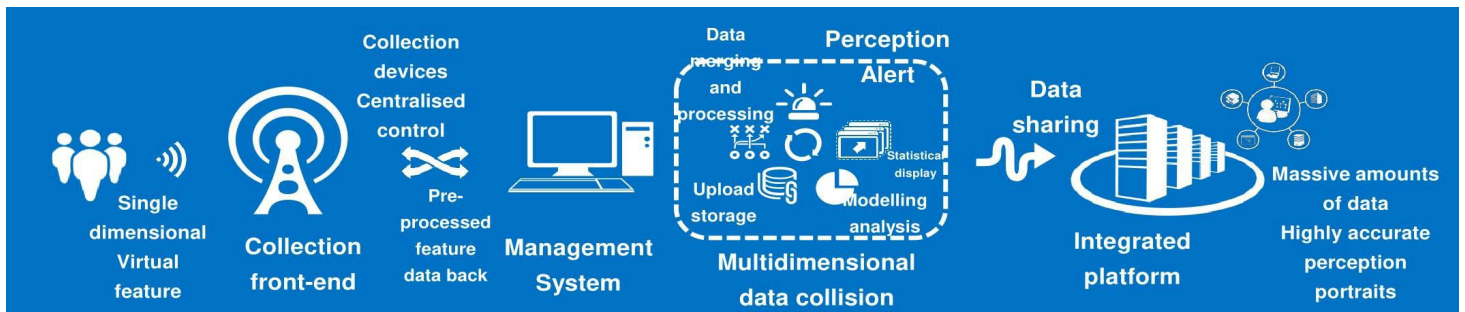 Single
dimensional
Virtual
feature
Collection
front-end
Collection
devices
Centralised
control
Pre-
processed
feature
data back
Management
System
Data
merging
and
processing
Perception
Alert
Statistical
display
Upload
storage
Modelling
analysis
Multidimensional
data collision
Data
sharing
Integrated
platform
Massive amounts
of data
Highly accurate
perception
portraits